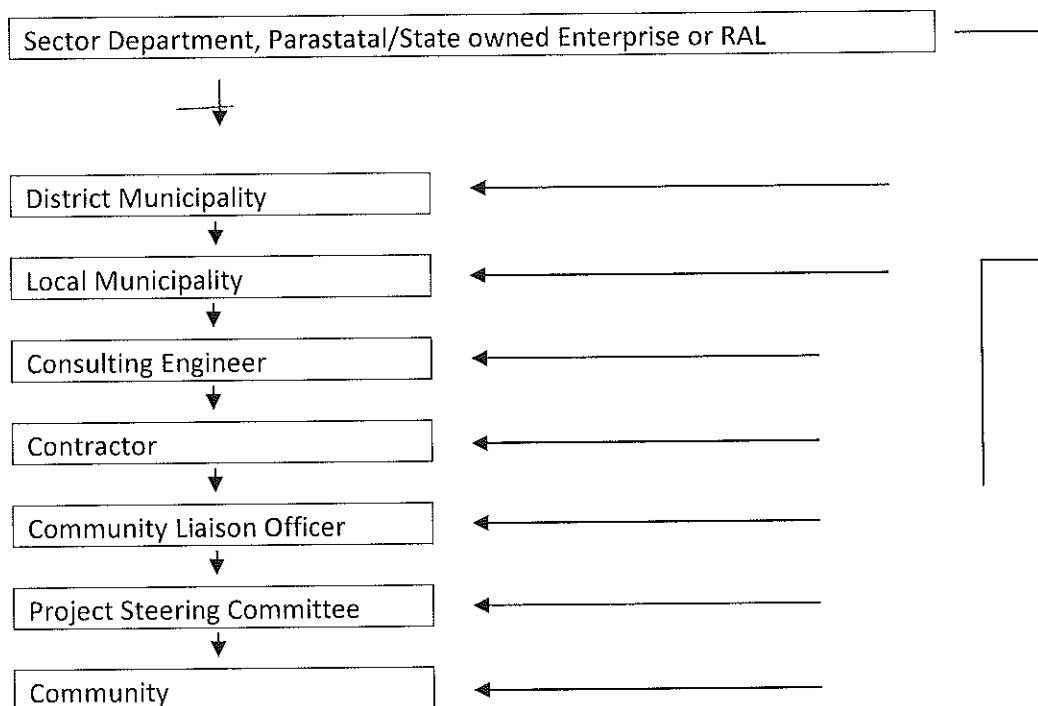 Sector Department, Parastatal/State owned Enterprise or RAL
District Municipality
Local Municipality
Consulting Engineer
Contractor
Community Liaison Officer
Project Steering Committee
Community